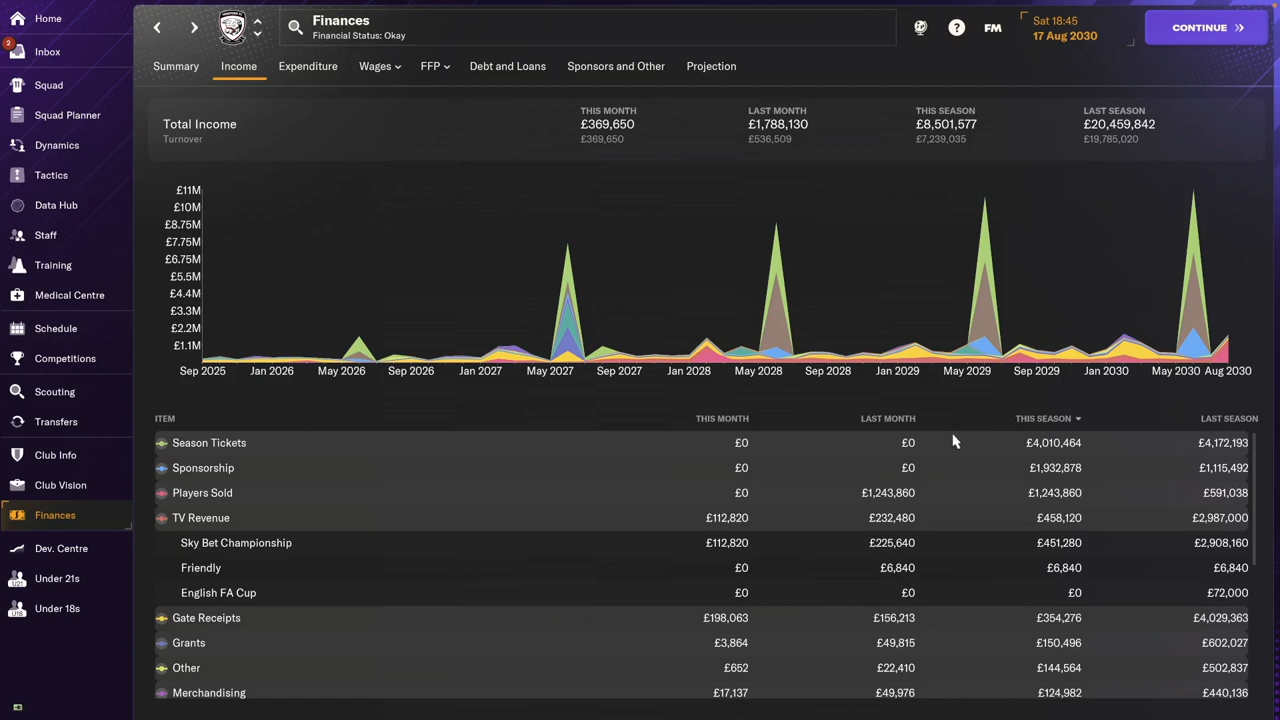 Home
2
Inbox
Squad
Squad Planner
Dynamics
Tactics
Data Hub
Staff
Training
Medical Centre
Schedule
Competitions
Scouting
Transfers
Club Info
Club Vision
Finances
Dev. Centre
Under 21s
Under 18s
Finances
Financial Status: Okay
FM
Sat 18:45
17 Aug 2030
CONTINUE
Summary Income Expenditure Wages FFP Debt and Loans Sponsors and Other Projection
THIS MONTH LAST MONTH THIS SEASON LAST SEASON
Total Income £369,650 £1,788,130 £8,501,577 £20,459,842
Turnover £369,650 £536,509 £7,239,035 £19,785,020
£11M
£10M
£8.75M
£7.75M
£6.75M
£5.5M
£4.4M
£3.3M
£2.2M
£1.1M
Sep 2025 Jan 2026 May 2026 Sep 2026 Jan 2027 May 2027 Sep 2027 Jan 2028 May 2028 Sep 2028 Jan 2029 May 2029 Sep 2029 Jan 2030 May 2030 Aug 2030
ITEM THIS MONTH LAST MONTH THIS SEASON LAST SEASON
Season Tickets £0 £0 £4,010,464 £4,172,193
Sponsorship £0 £0 £1,932,878 £1,115,492
Players Sold £0 £1,243,860 £1,243,860 £591,038
TV Revenue £112,820 £232,480 £458,120 £2,987,000
Sky Bet Championship £112,820 £225,640 £451,280 £2,908,160
Friendly £0 £6,840 £6,840 £6,840
English FA Cup £0 £0 £0 £72,000
Gate Receipts £198,063 £156,213 £354,276 £4,029,363
Grants £3,864 £49,815 £150,496 £602,027
Other £652 £22,410 £144,564 £502,837
Merchandising £17,137 £49,976 £124,982 £440,136